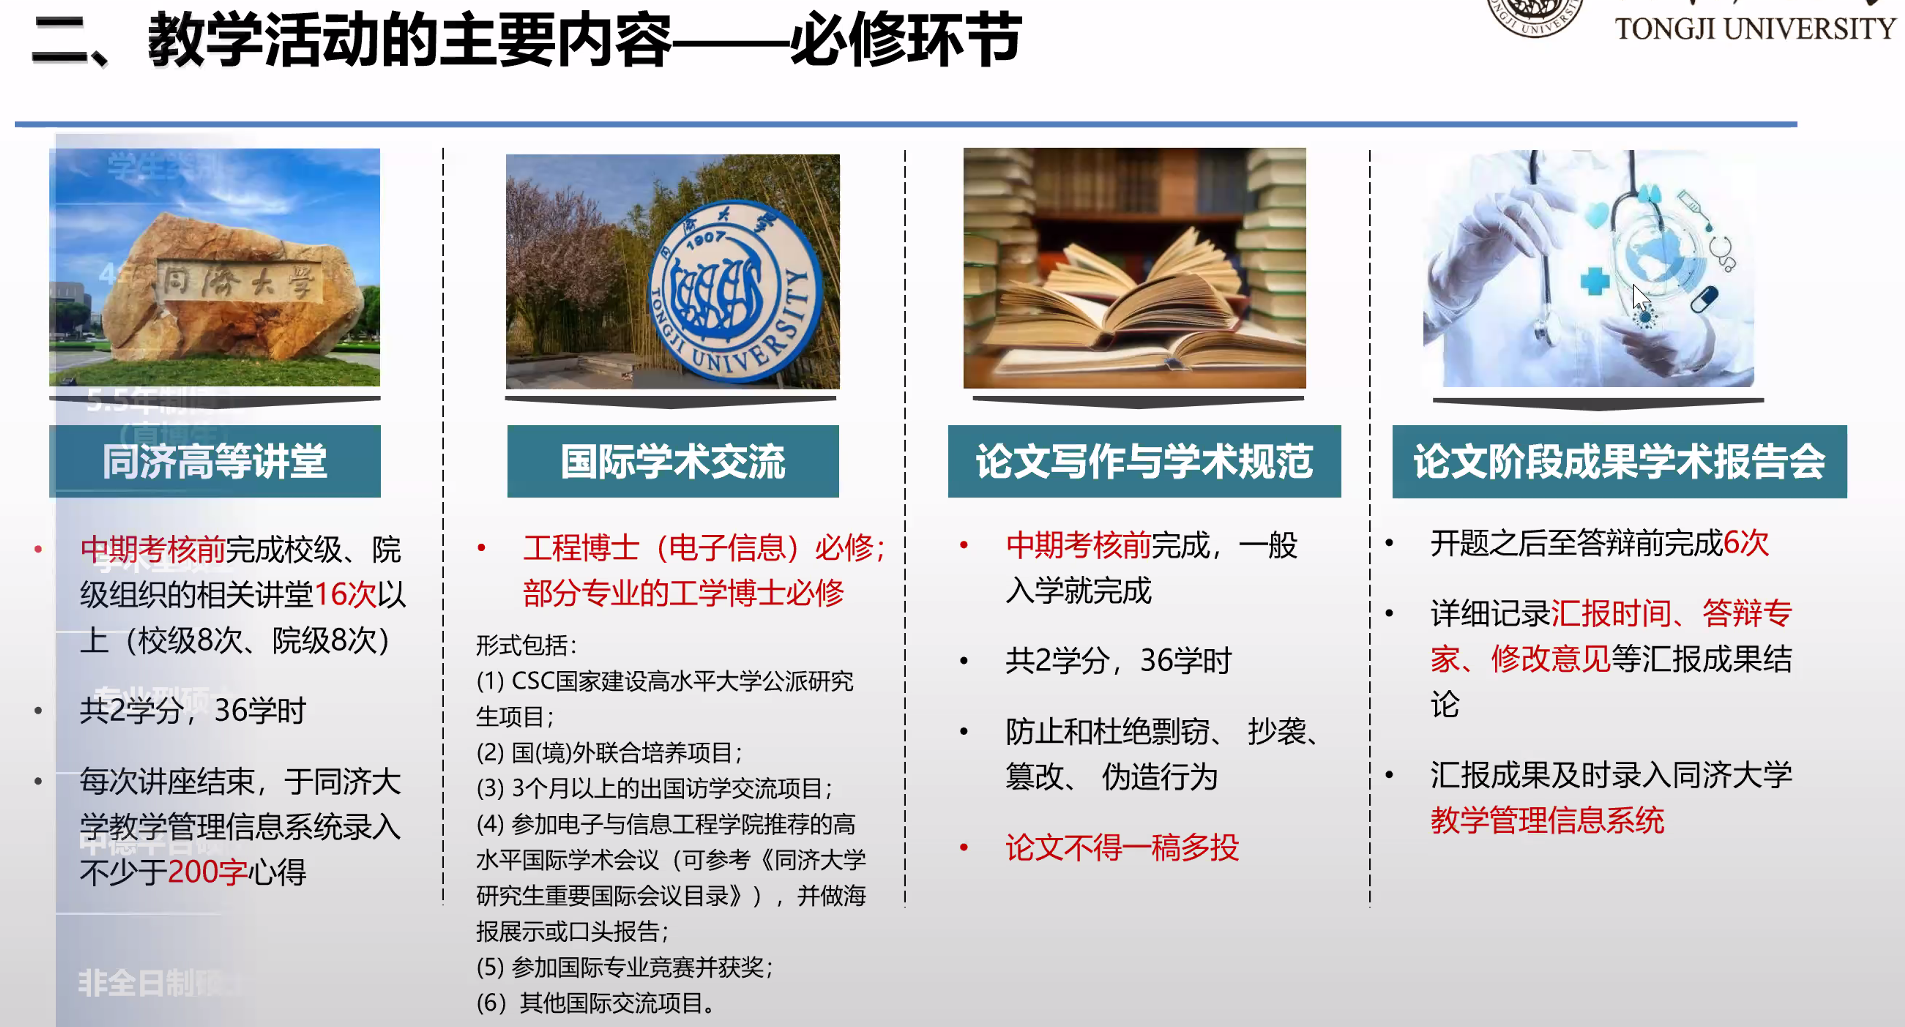 二、教学活动的主要内容——必修环节
TONGJI UNIVERSITY
同济大学
同济大学
1907
TONGJI UNIVERSITY
同济高等讲堂
• 中期考核前完成校级、院
级组织的相关讲堂16次以
上（校级8次、院级8次）
• 共2学分，36学时
• 每次讲座结束，于同济大
学教学管理信息系统录入
不少于200字心得
非全日制硕士
国际学术交流
• 工程博士（电子信息）必修；
部分专业的工学博士必修
形式包括：
(1) CSC国家建设高水平大学公派研究
生项目；
(2) 国(境)外联合培养项目；
(3) 3个月以上的出国访学交流项目；
(4) 参加电子与信息工程学院推荐的高
水平国际学术会议（可参考《同济大学
研究生重要国际会议目录》），并做海
报展示或口头报告；
(5) 参加国际专业竞赛并获奖；
(6）其他国际交流项目。
论文写作与学术规范
• 中期考核前完成，一般
入学就完成
• 共2学分，36学时
• 防止和杜绝剽窃、 抄袭、
篡改、 伪造行为
• 论文不得一稿多投
论文阶段成果学术报告会
• 开题之后至答辩前完成6次
• 详细记录汇报时间、答辩专
家、修改意见等汇报成果结
论
• 汇报成果及时录入同济大学
教学管理信息系统